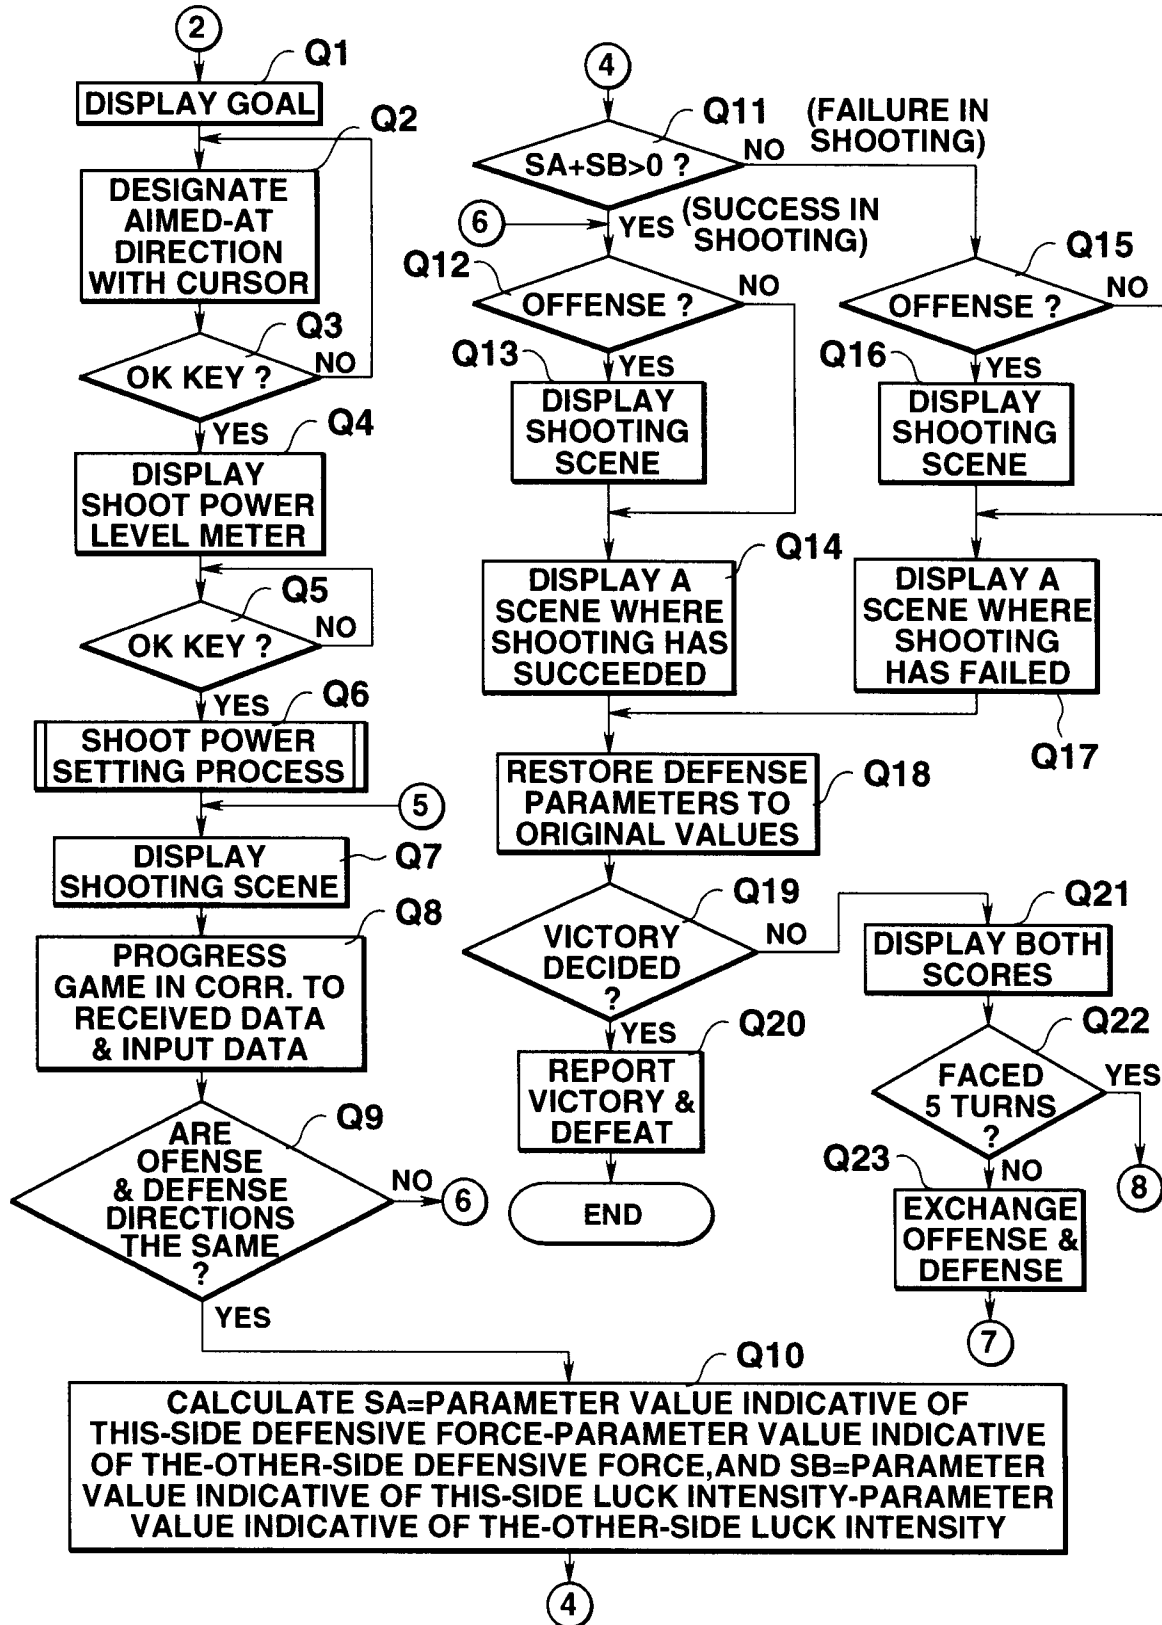 2
Q1
DISPLAY GOAL
Q2
DESIGNATE
AIMED-AT
DIRECTION
WITH CURSOR
Q3
OK KEY ?
NO
YES
Q4
DISPLAY
SHOOT POWER
LEVEL METER
Q5
OK KEY ?
NO
YES
Q6
SHOOT POWER
SETTING PROCESS
5
Q7
DISPLAY
SHOOTING SCENE
Q8
PROGRESS
GAME IN CORR. TO
RECEIVED DATA
& INPUT DATA
Q9
ARE
OFENSE
& DEFENSE
DIRECTIONS
THE SAME
?
NO
6
YES
Q10
CALCULATE SA=PARAMETER VALUE INDICATIVE OF
THIS-SIDE DEFENSIVE FORCE-PARAMETER VALUE INDICATIVE
OF THE-OTHER-SIDE DEFENSIVE FORCE,AND SB=PARAMETER
VALUE INDICATIVE OF THIS-SIDE LUCK INTENSITY-PARAMETER
VALUE INDICATIVE OF THE-OTHER-SIDE LUCK INTENSITY
4
4
Q11
SA+SB>0 ?
NO
(FAILURE IN
SHOOTING)
6
YES
(SUCCESS IN
SHOOTING)
Q12
OFFENSE ?
NO
YES
Q13
DISPLAY
SHOOTING
SCENE
Q14
DISPLAY A
SCENE WHERE
SHOOTING HAS
SUCCEEDED
Q15
OFFENSE ?
NO
YES
Q16
DISPLAY
SHOOTING
SCENE
DISPLAY A
SCENE WHERE
SHOOTING
HAS FAILED
Q17
Q18
RESTORE DEFENSE
PARAMETERS TO
ORIGINAL VALUES
Q19
VICTORY
DECIDED
?
NO
YES
Q20
REPORT
VICTORY &
DEFEAT
END
Q21
DISPLAY BOTH
SCORES
Q22
FACED
5 TURNS
?
YES
8
NO
Q23
EXCHANGE
OFFENSE &
DEFENSE
7